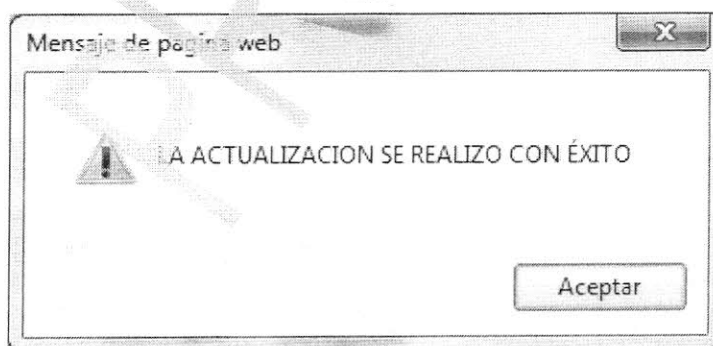 Mensaje de pagina web
LA ACTUALIZACION SE REALIZO CON ÉXITO
Aceptar